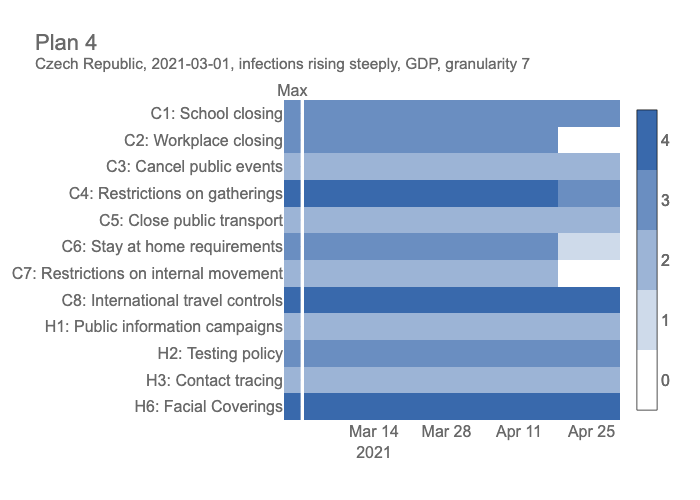 Plan 4
Czech Republic, 2021-03-01, infections rising steeply, GDP, granularity 7
Max
C1: School closing
C2: Workplace closing
C3: Cancel public events
C4: Restrictions on gatherings
C5: Close public transport
C6: Stay at home requirements
C7: Restrictions on internal movement
C8: International travel controls
H1: Public information campaigns
H2: Testing policy
H3: Contact tracing
H6: Facial Coverings
4
3
2
1
0
Mar 14 Mar 28 Apr 11 Apr 25
2021